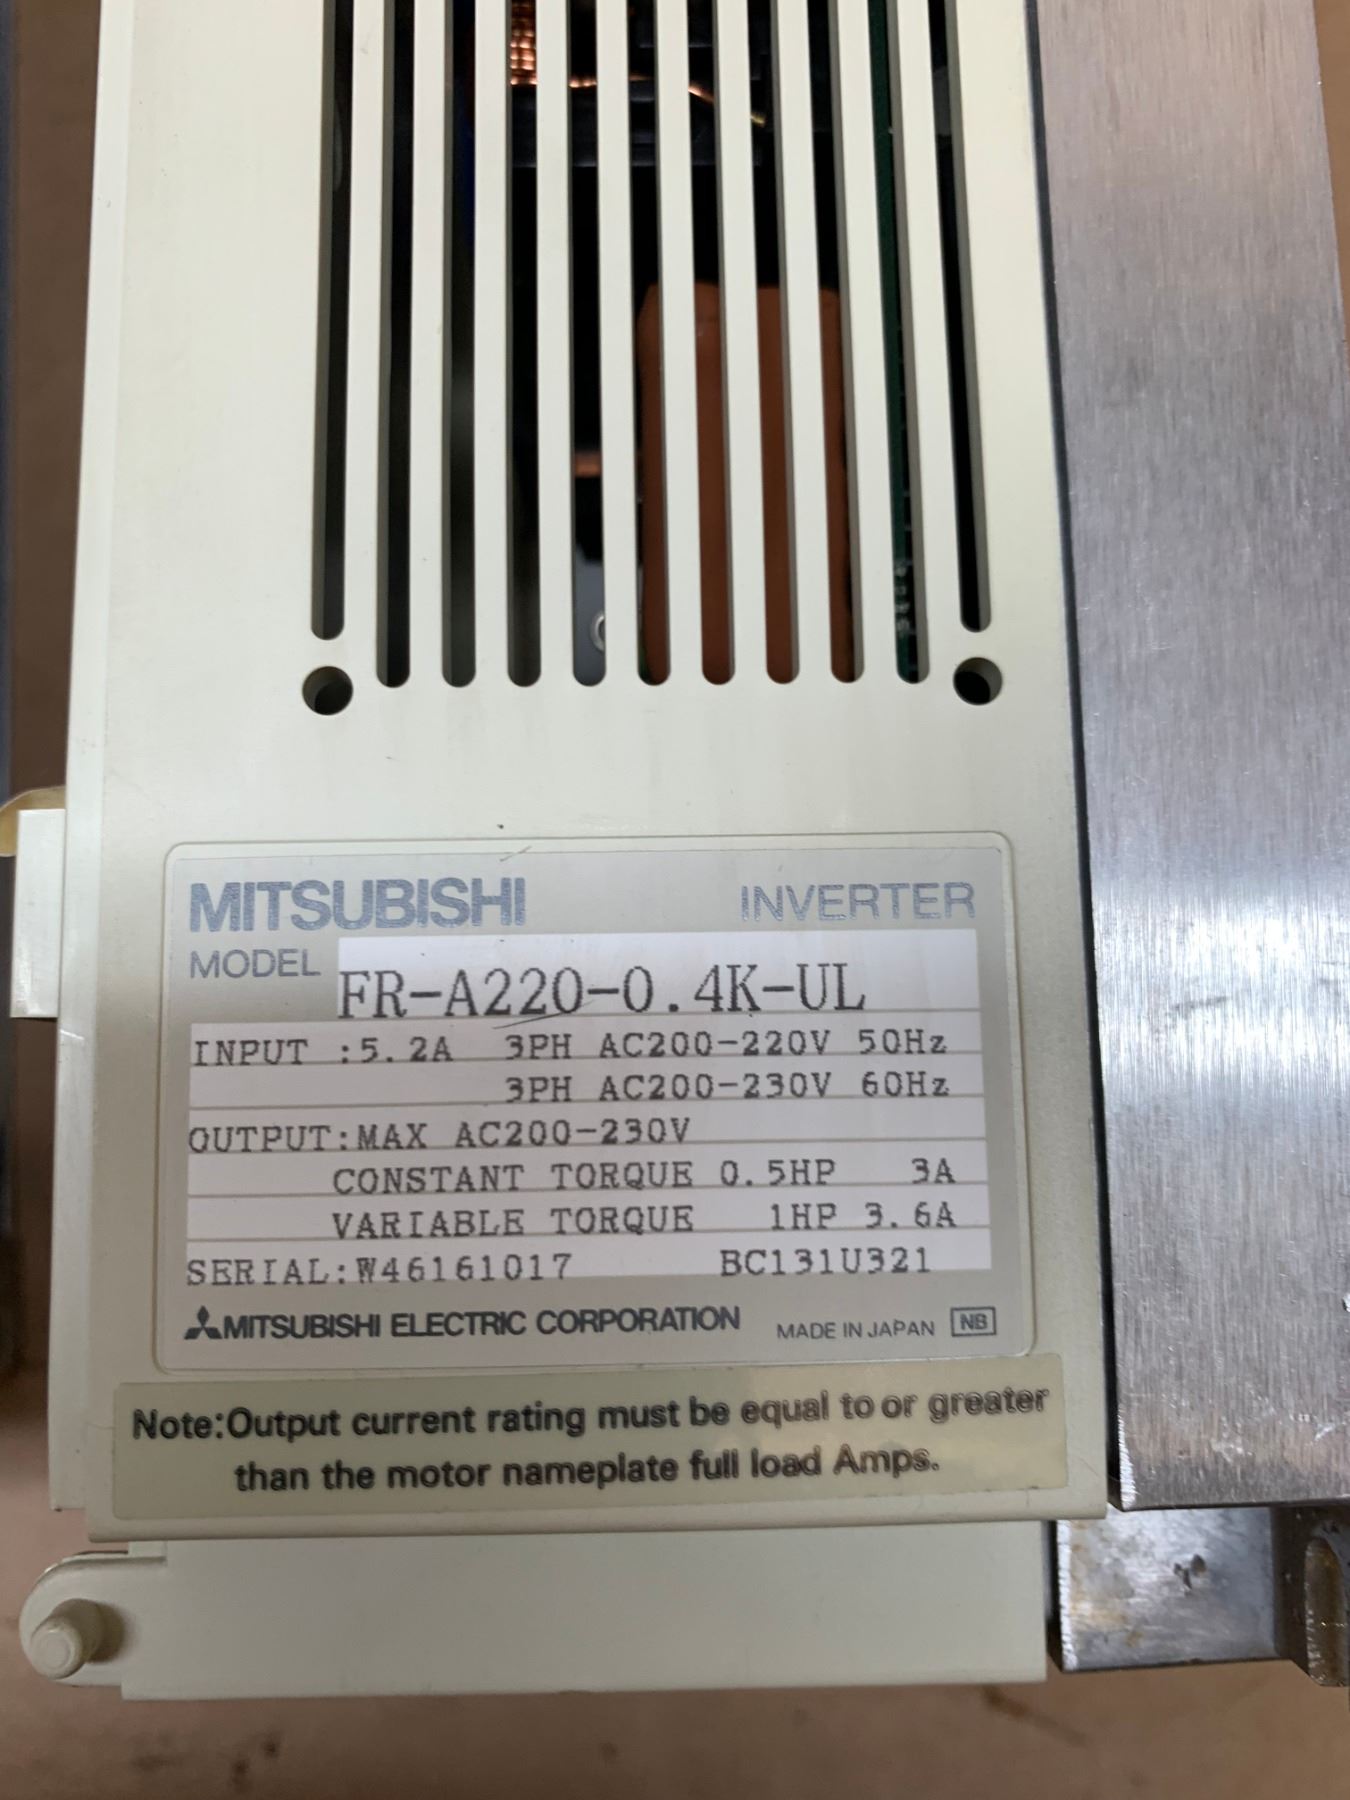 MITSUBISHI INVERTER
MODEL FR-A220-0.4K-UL
INPUT :5.2A 3PH AC200-220V 50Hz
3PH AC200-230V 60Hz
OUTPUT:MAX AC200-230V
CONSTANT TORQUE 0.5HP 3A
VARIABLE TORQUE 1HP 3.6A
SERIAL:W46161017 BC131U321
MITSUBISHI ELECTRIC CORPORATION MADE IN JAPAN NB
Note:Output current rating must be equal to or greater
than the motor nameplate full load Amps.